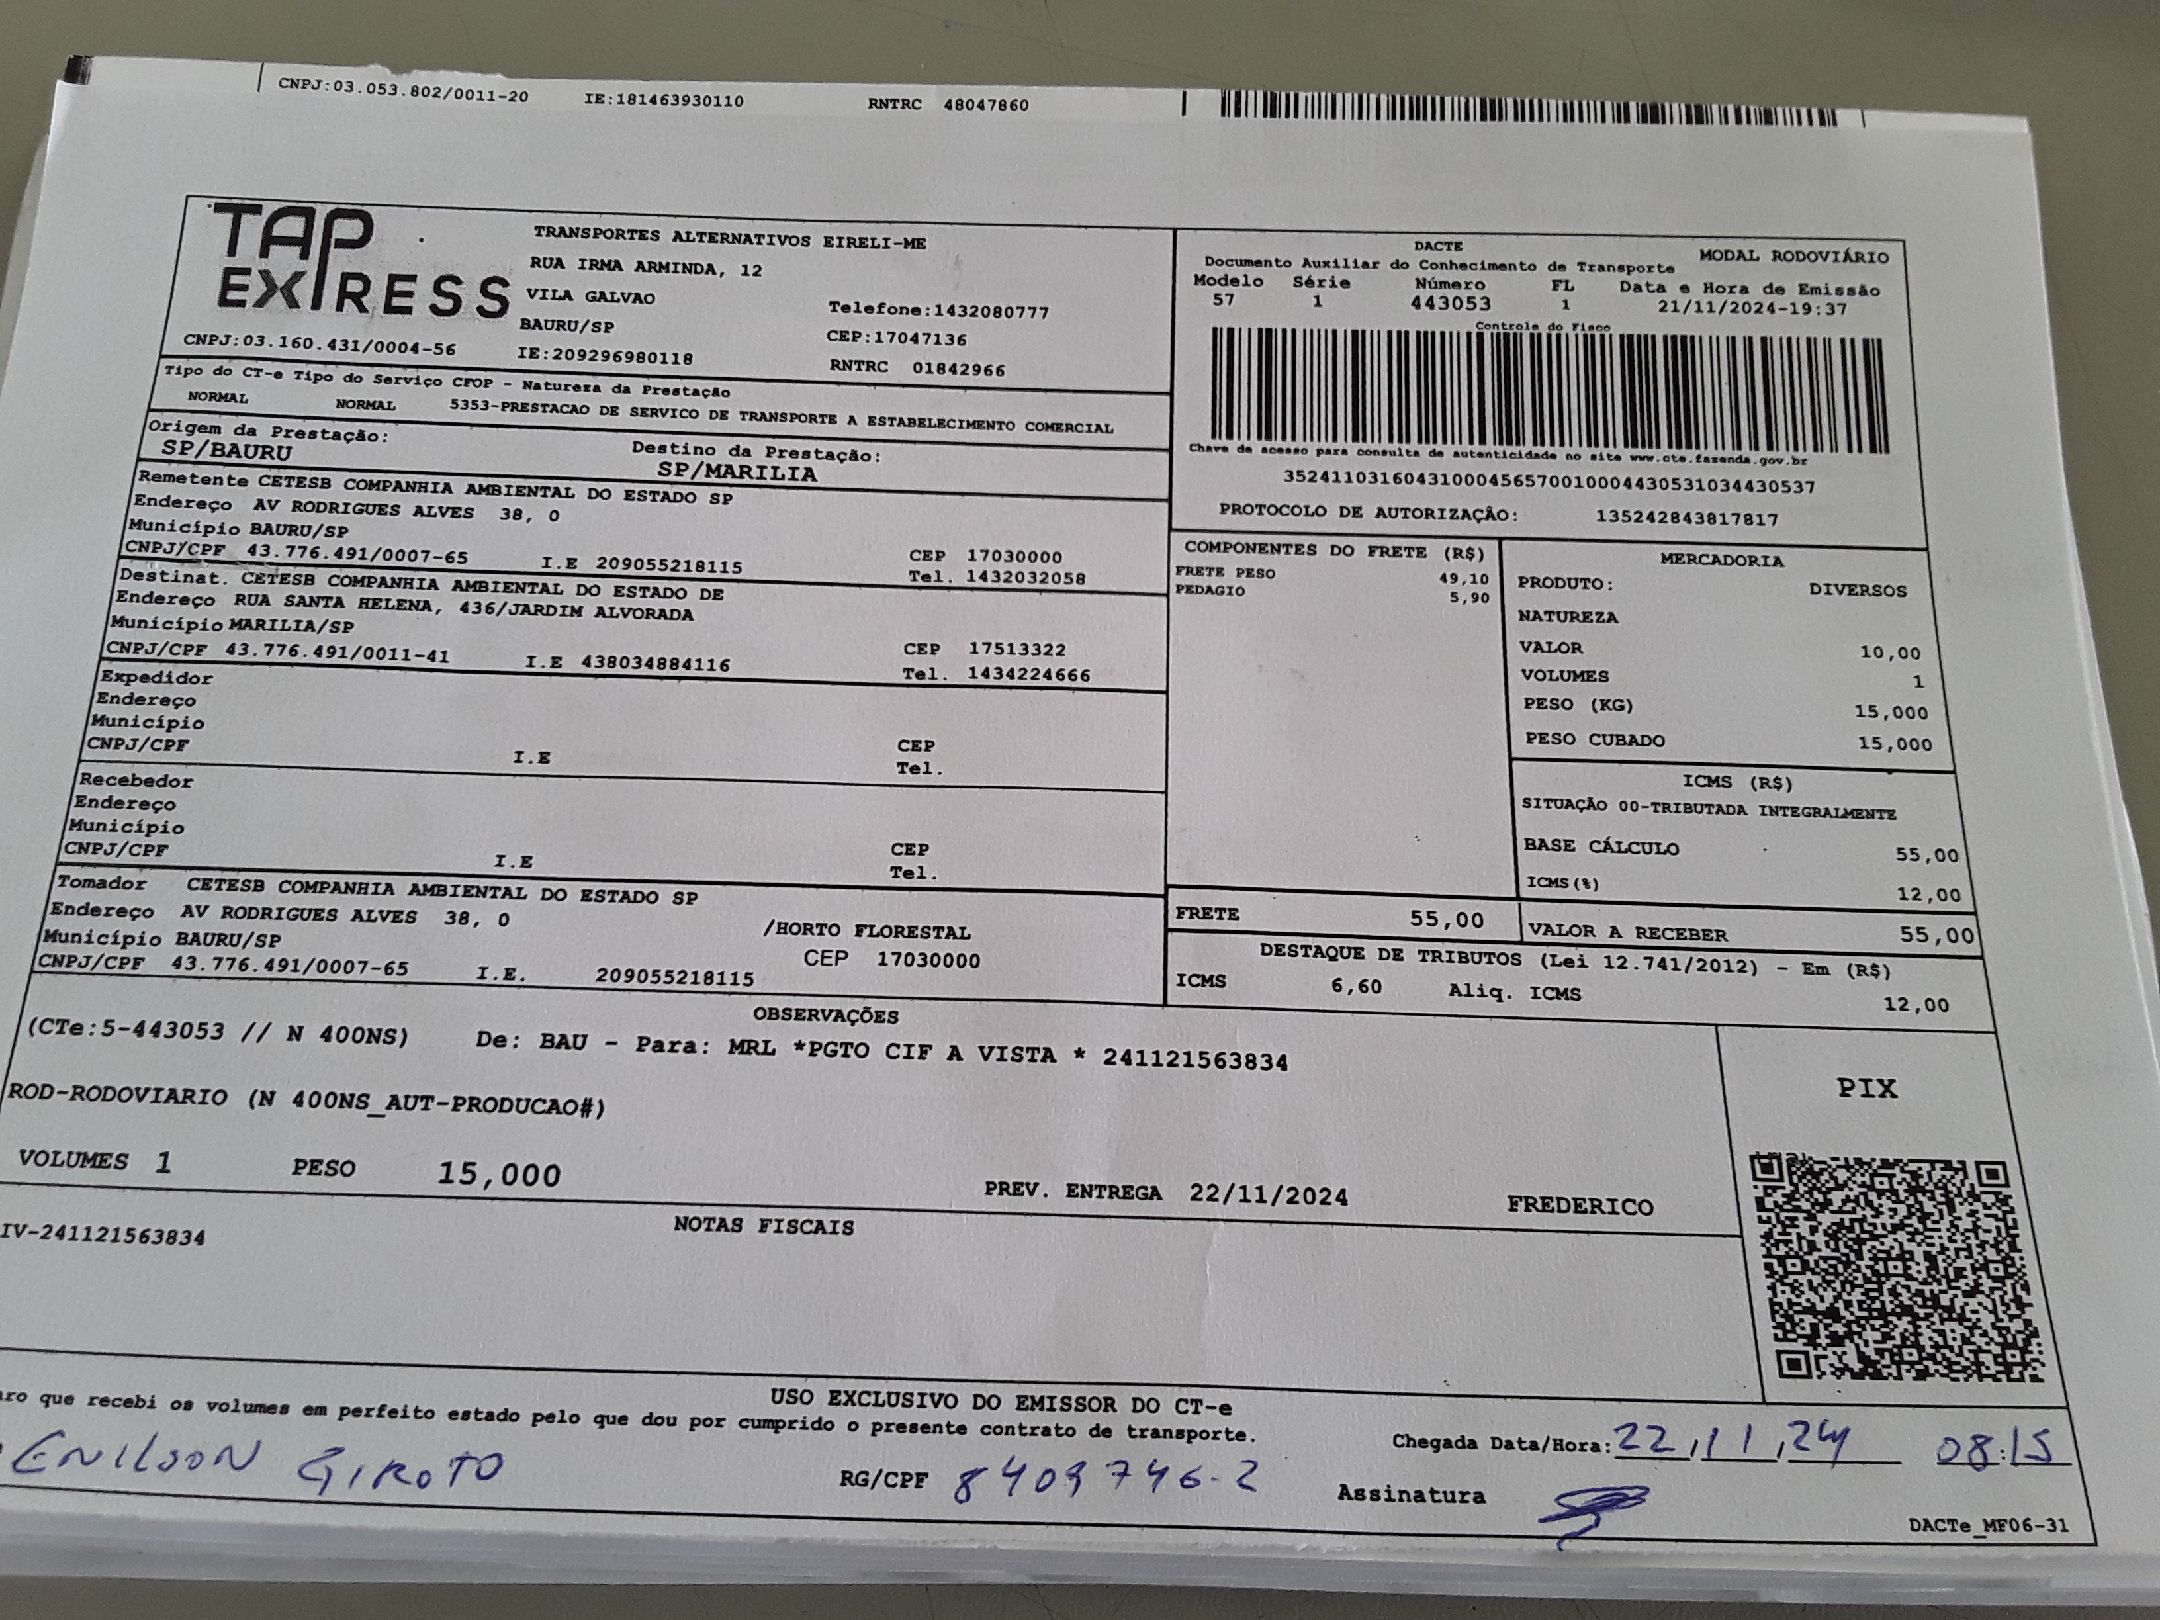 CNPJ:03.053.802/0011-20 IE:181463930110 RNTRC 48047860
TAP EXPRESS
TRANSPORTES ALTERNATIVOS EIRELI-ME
RUA IRMA ARMINDA, 12
VILA GALVAO
Telefone:1432080777
BAURU/SP
CEP:17047136
CNPJ:03.160.431/0004-56 IE:209296980118 RNTRC 01842966
DACTE MODAL RODOVIÁRIO
Documento Auxiliar do Conhecimento de Transporte
Modelo Série Número FL Data e Hora de Emissão
57 1 443053 1 21/11/2024-19:37
Controle do Fisco
Chave de acesso para consulta de autenticidade no site www.cte.fazenda.gov.br
35241103160431000456570010004430531034430537
PROTOCOLO DE AUTORIZAÇÃO: 135242843817817
Tipo do CT-e Tipo do Serviço CFOP - Natureza da Prestação
NORMAL NORMAL 5353-PRESTACAO DE SERVICO DE TRANSPORTE A ESTABELECIMENTO COMERCIAL
Origem da Prestação: Destino da Prestação:
SP/BAURU SP/MARILIA
Remetente CETESB COMPANHIA AMBIENTAL DO ESTADO SP
Endereço AV RODRIGUES ALVES 38, 0
Município BAURU/SP CEP 17030000
CNPJ/CPF 43.776.491/0007-65 I.E 209055218115 Tel. 1432032058
Destinat. CETESB COMPANHIA AMBIENTAL DO ESTADO DE
Endereço RUA SANTA HELENA, 436/JARDIM ALVORADA
Município MARILIA/SP CEP 17513322
CNPJ/CPF 43.776.491/0011-41 I.E 438034884116 Tel. 1434224666
Expedidor
Endereço
Município
CNPJ/CPF I.E CEP
Tel.
Recebedor
Endereço
Município
CNPJ/CPF I.E CEP
Tel.
Tomador CETESB COMPANHIA AMBIENTAL DO ESTADO SP
Endereço AV RODRIGUES ALVES 38, 0 /HORTO FLORESTAL
Município BAURU/SP CEP 17030000
CNPJ/CPF 43.776.491/0007-65 I.E. 209055218115
COMPONENTES DO FRETE (R$)
FRETE PESO 49,10
PEDAGIO 5,90
MERCADORIA
PRODUTO: DIVERSOS
NATUREZA
VALOR 10,00
VOLUMES 1
PESO (KG) 15,000
PESO CUBADO 15,000
ICMS (R$)
SITUAÇÃO 00-TRIBUTADA INTEGRALMENTE
BASE CÁLCULO 55,00
ICMS(%) 12,00
FRETE 55,00 VALOR A RECEBER 55,00
DESTAQUE DE TRIBUTOS (Lei 12.741/2012) - Em (R$)
ICMS 6,60 Aliq. ICMS 12,00
OBSERVAÇÕES
(CTe:5-443053 // N 400NS) De: BAU - Para: MRL *PGTO CIF A VISTA * 241121563834
ROD-RODOVIARIO (N 400NS_AUT-PRODUCAO#)
PIX
VOLUMES 1 PESO 15,000 PREV. ENTREGA 22/11/2024 FREDERICO
NOTAS FISCAIS
IV-241121563834
USO EXCLUSIVO DO EMISSOR DO CT-e
aro que recebi os volumes em perfeito estado pelo que dou por cumprido o presente contrato de transporte.
ENILSON GIROTO RG/CPF 8409746-2
Chegada Data/Hora: 22/11/24 08:15
Assinatura
DACTe_MF06-31